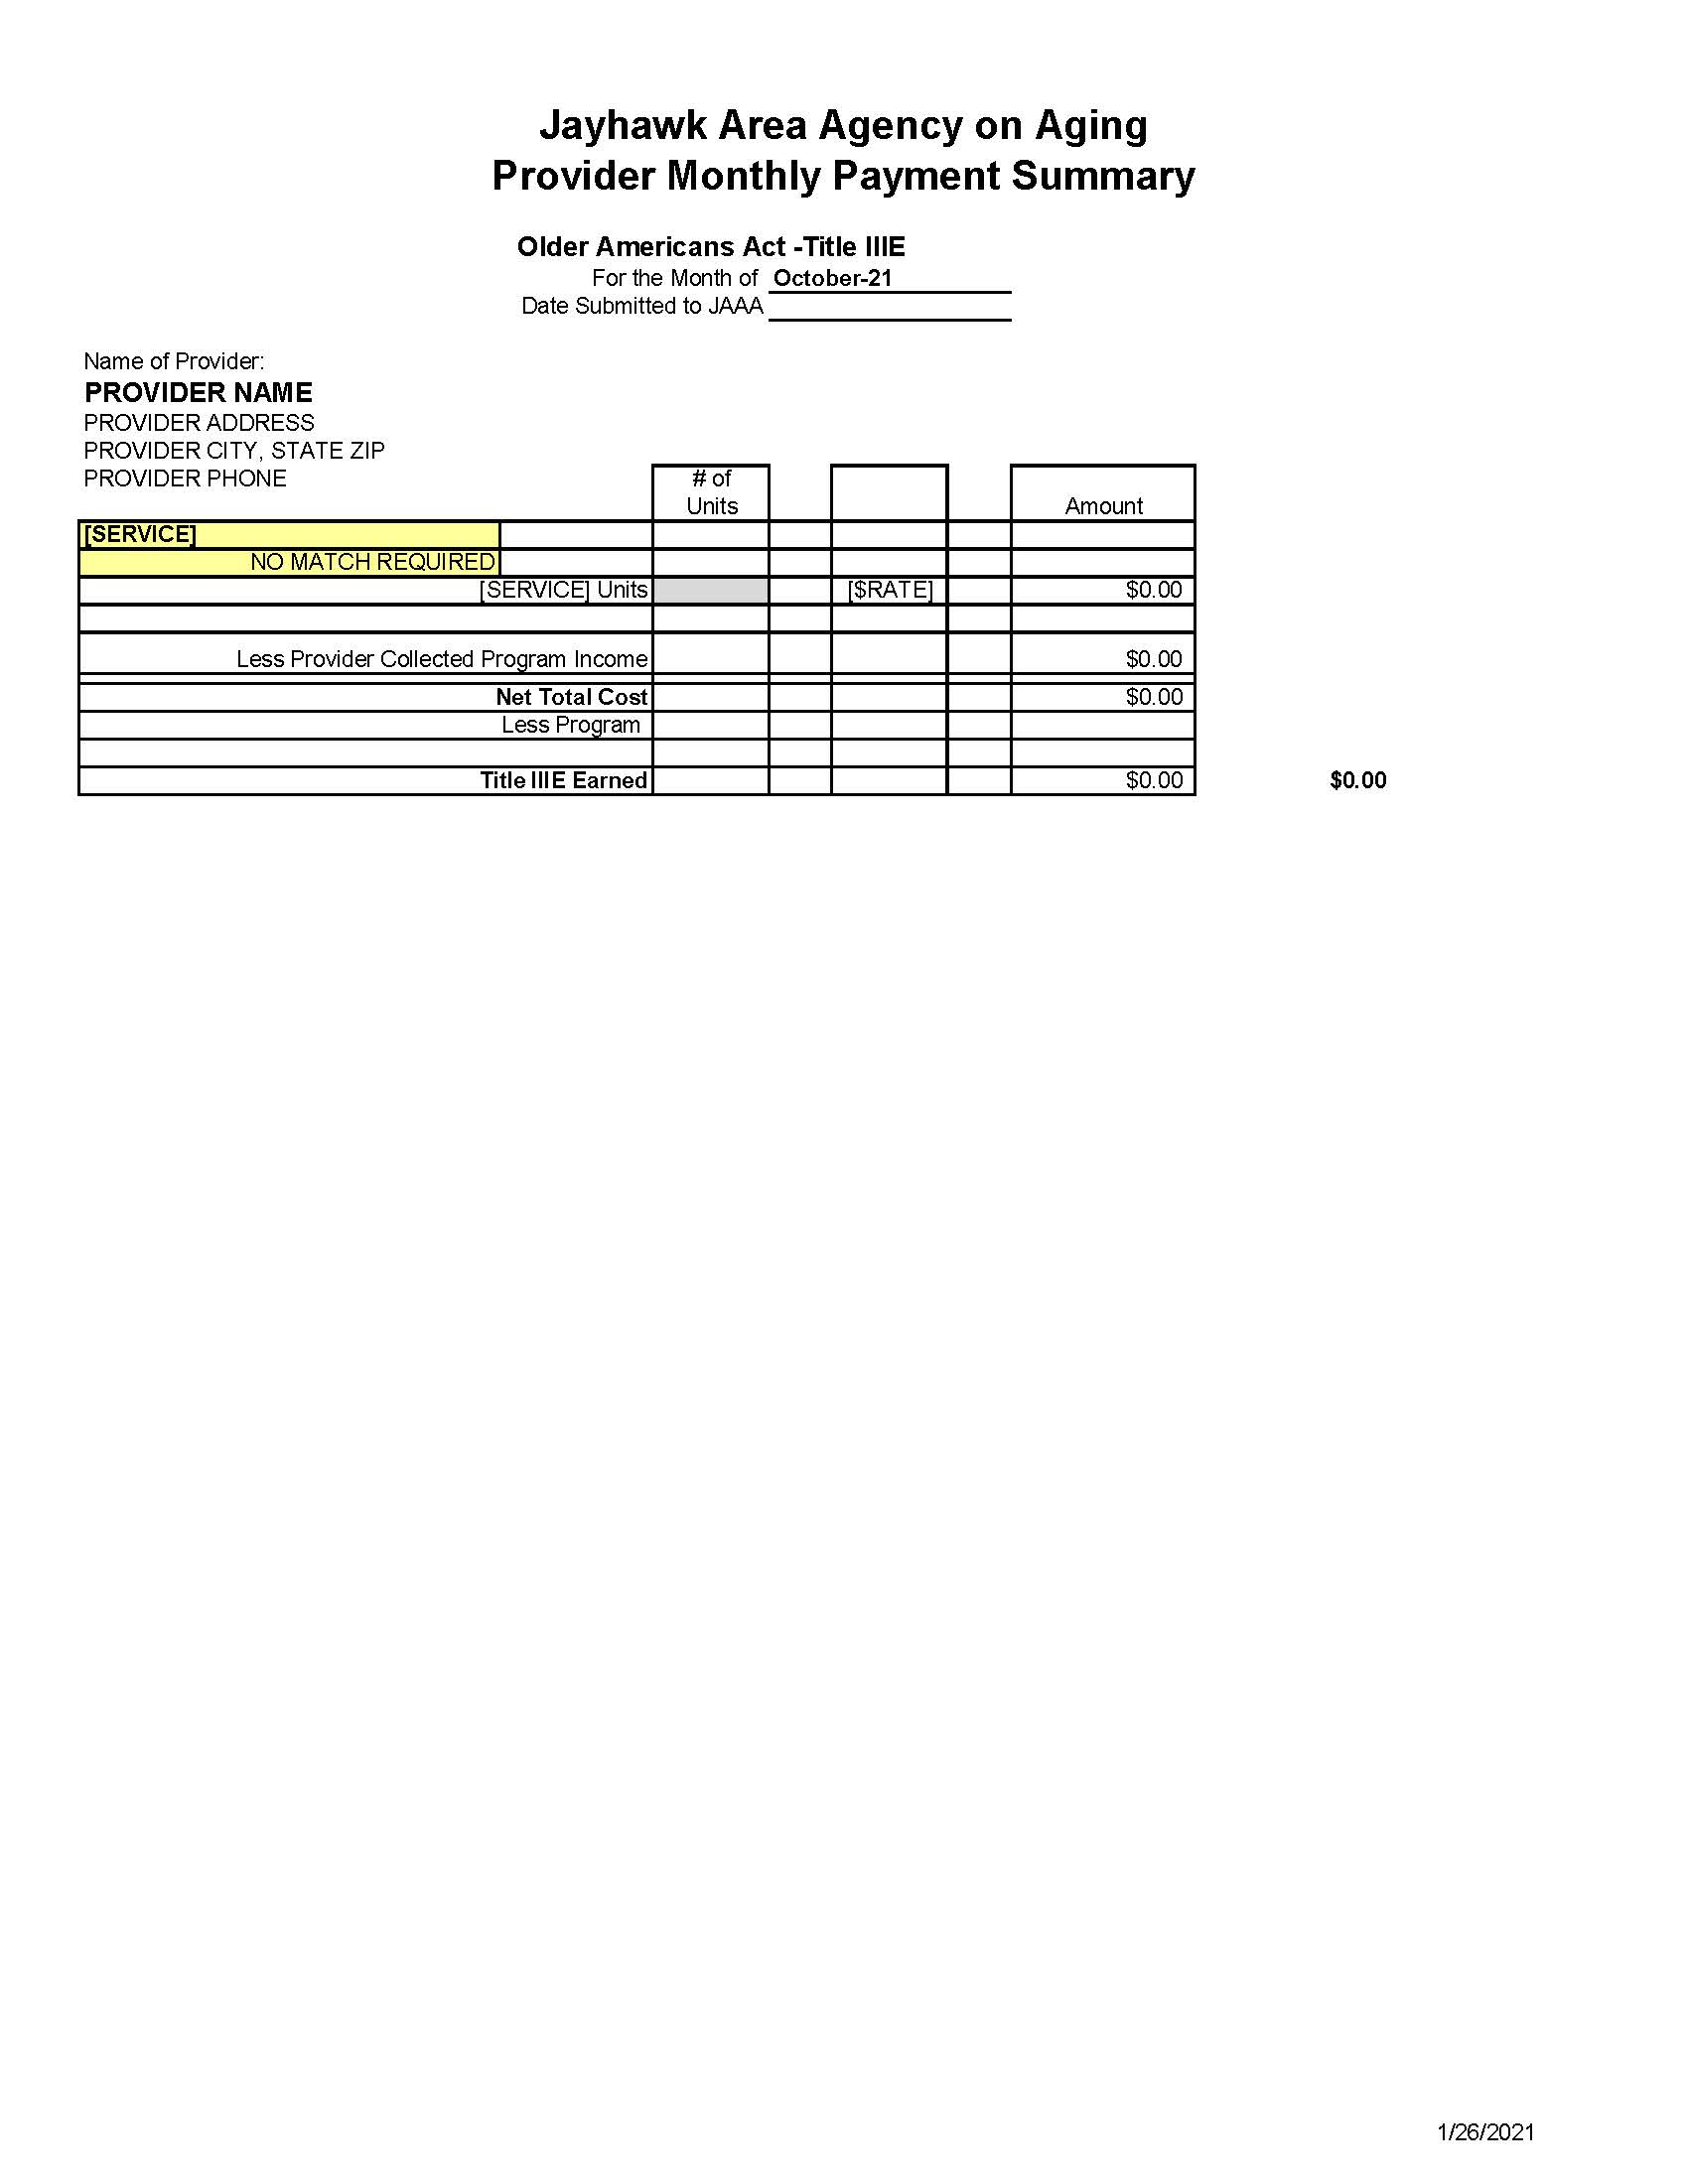 Jayhawk Area Agency on Aging
Provider Monthly Payment Summary
Older Americans Act -Title IIIE
For the Month of October-21
Date Submitted to JAAA
Name of Provider:
PROVIDER NAME
PROVIDER ADDRESS
PROVIDER CITY, STATE ZIP
PROVIDER PHONE
# of
Units
Amount
[SERVICE]
NO MATCH REQUIRED
[SERVICE] Units [$RATE] $0.00
Less Provider Collected Program Income $0.00
Net Total Cost $0.00
Less Program
Title IIIE Earned $0.00 $0.00
1/26/2021